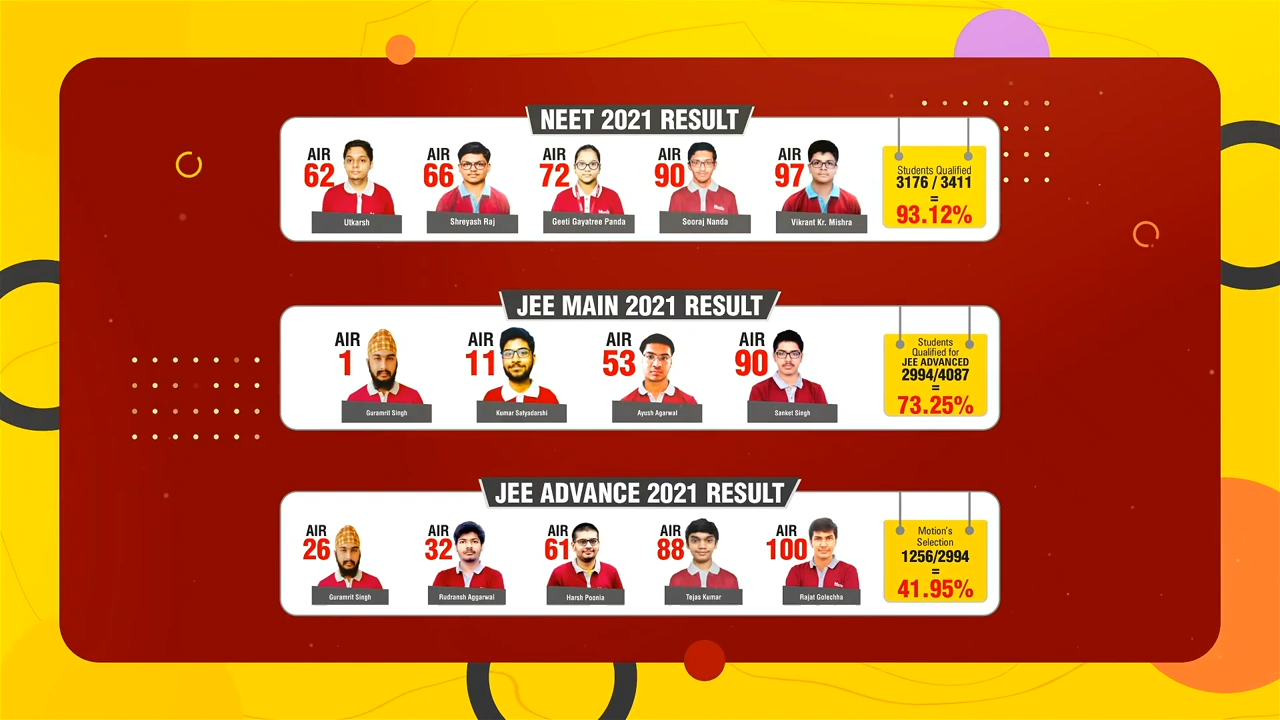 NEET 2021 RESULT
AIR
62
Utkarsh
AIR
66
Shreyash Raj
AIR
72
Geeti Gayatree Panda
AIR
90
Sooraj Nanda
AIR
97
Vikrant Kr. Mishra
Students Qualified
3176 / 3411
=
93.12%
JEE MAIN 2021 RESULT
AIR
1
Guramrit Singh
AIR
11
Kumar Satyadarshi
AIR
53
Ayush Agarwal
AIR
90
Sanket Singh
Students
Qualified for
JEE ADVANCED
2994/4087
=
73.25%
JEE ADVANCE 2021 RESULT
AIR
26
Guramrit Singh
AIR
32
Rudransh Aggarwal
AIR
61
Harsh Poonia
AIR
88
Tejas Kumar
AIR
100
Rajat Golechha
Motion's
Selection
1256/2994
=
41.95%